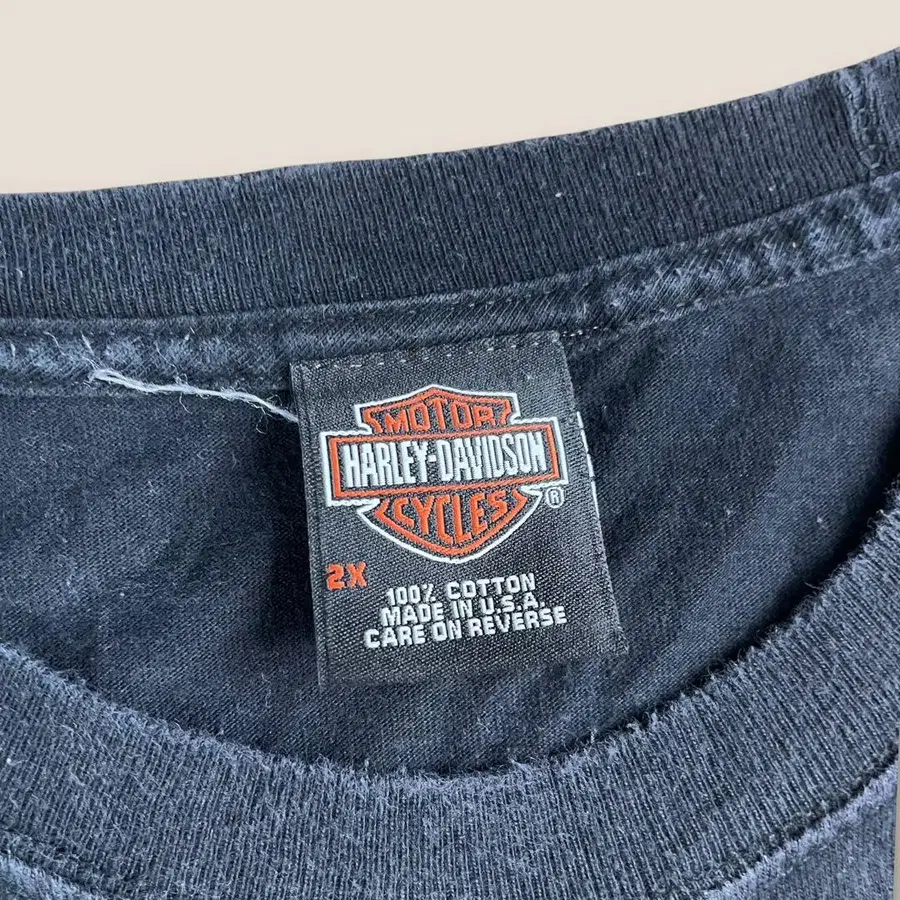 MOTOR
HARLEY-DAVIDSON
CYCLES
®
2X
100% COTTON
MADE IN U.S.A.
CARE ON REVERSE